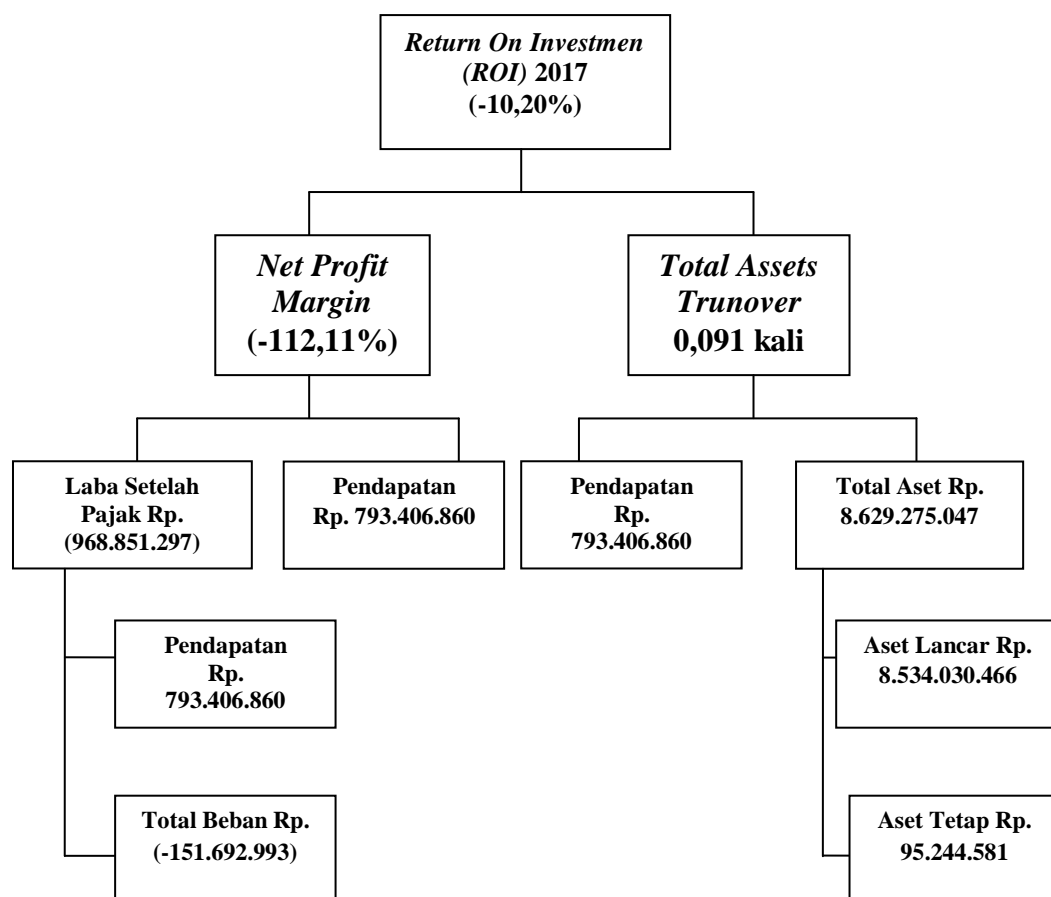 Return On Investmen
(ROI) 2017
(-10,20%)
Net Profit
Margin
(-112,11%)
Total Assets
Trunover
0,091 kali
Laba Setelah
Pajak Rp.
(968.851.297)
Pendapatan
Rp. 793.406.860
Pendapatan
Rp.
793.406.860
Total Aset Rp.
8.629.275.047
Pendapatan
Rp.
793.406.860
Aset Lancar Rp.
8.534.030.466
Total Beban Rp.
(-151.692.993)
Aset Tetap Rp.
95.244.581